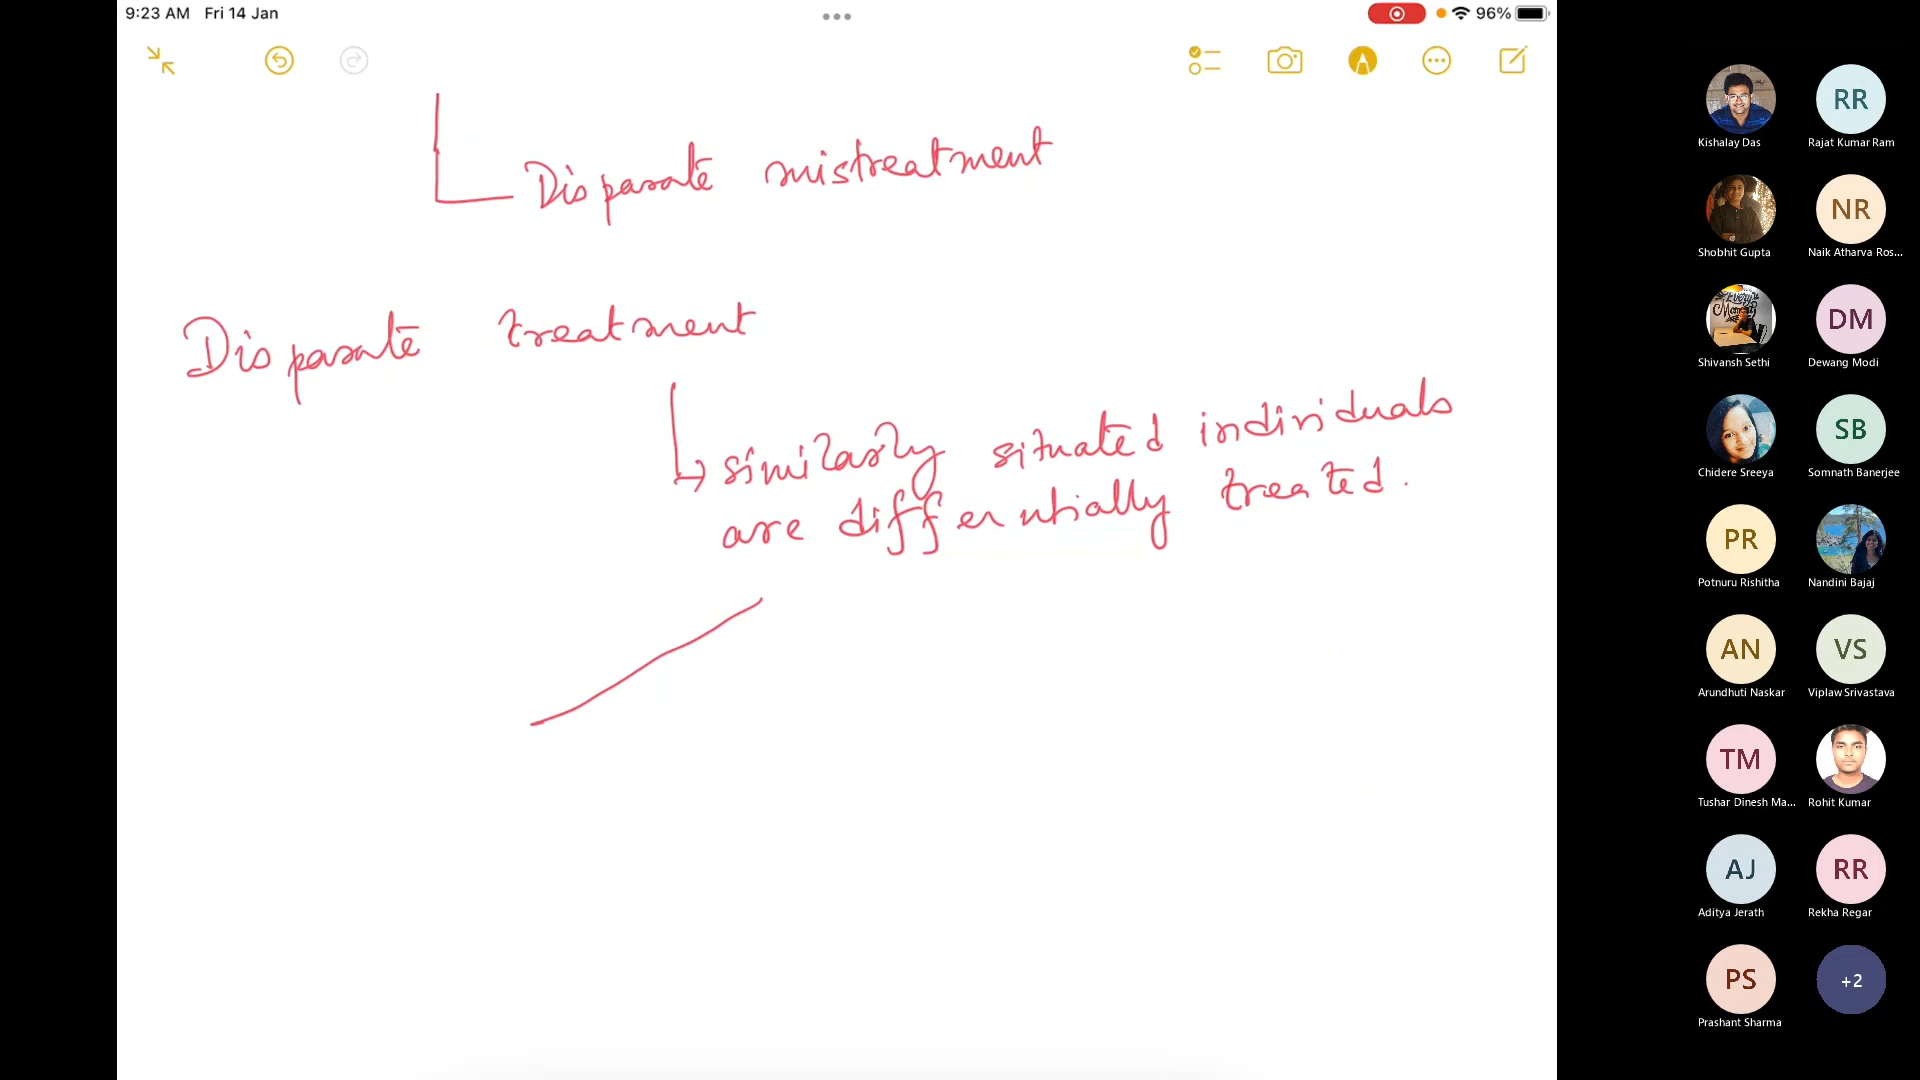 9:23 AM Fri 14 Jan
96%
Disparate mistreatment
Disparate treatment
similarly situated individuals
are differentially treated.
RR
Kishalay Das Rajat Kumar Ram
NR
Shobhit Gupta Naik Atharva Ros...
Every
DM
Shivansh Sethi Dewang Modi
SB
Chidere Sreeya Somnath Banerjee
PR
Potnuru Rishitha Nandini Bajaj
AN VS
Arundhuti Naskar Viplaw Srivastava
TM
Tushar Dinesh Ma... Rohit Kumar
AJ RR
Aditya Jerath Rekha Regar
PS +2
Prashant Sharma